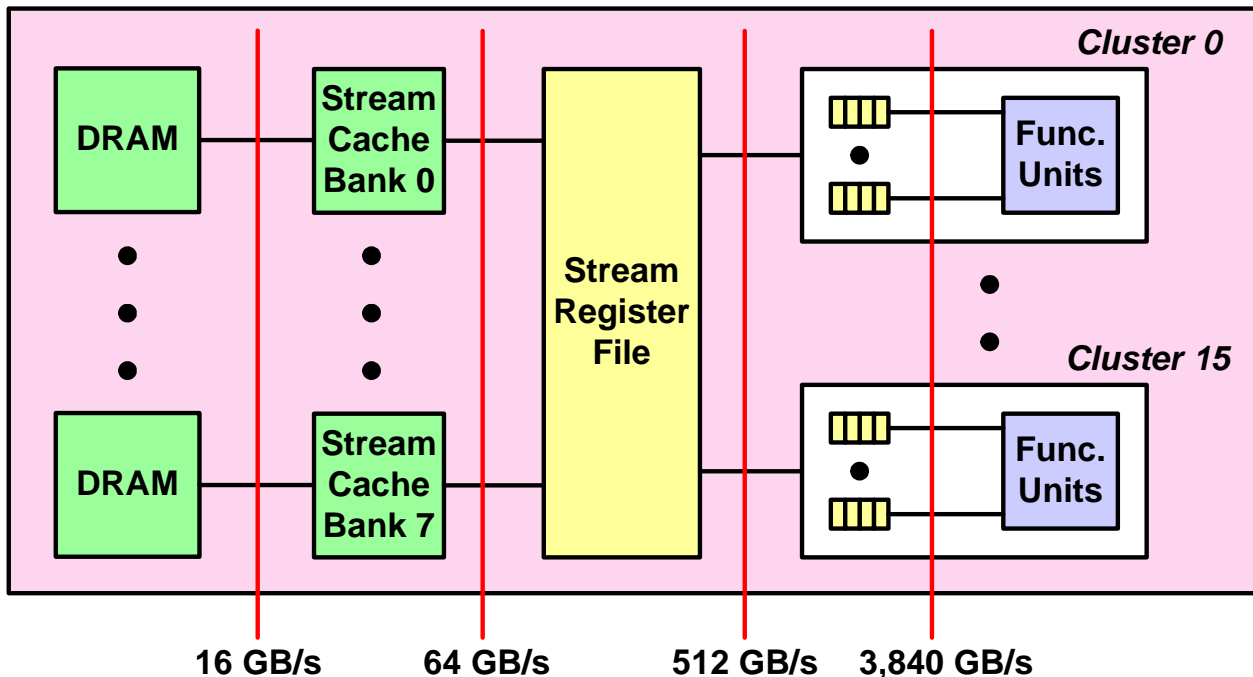 Cluster 0
DRAM
Stream
Cache
Bank 0
Func.
Units
Stream
Register
File
Cluster 15
DRAM
Stream
Cache
Bank 7
Func.
Units
16 GB/s
64 GB/s
512 GB/s
3,840 GB/s